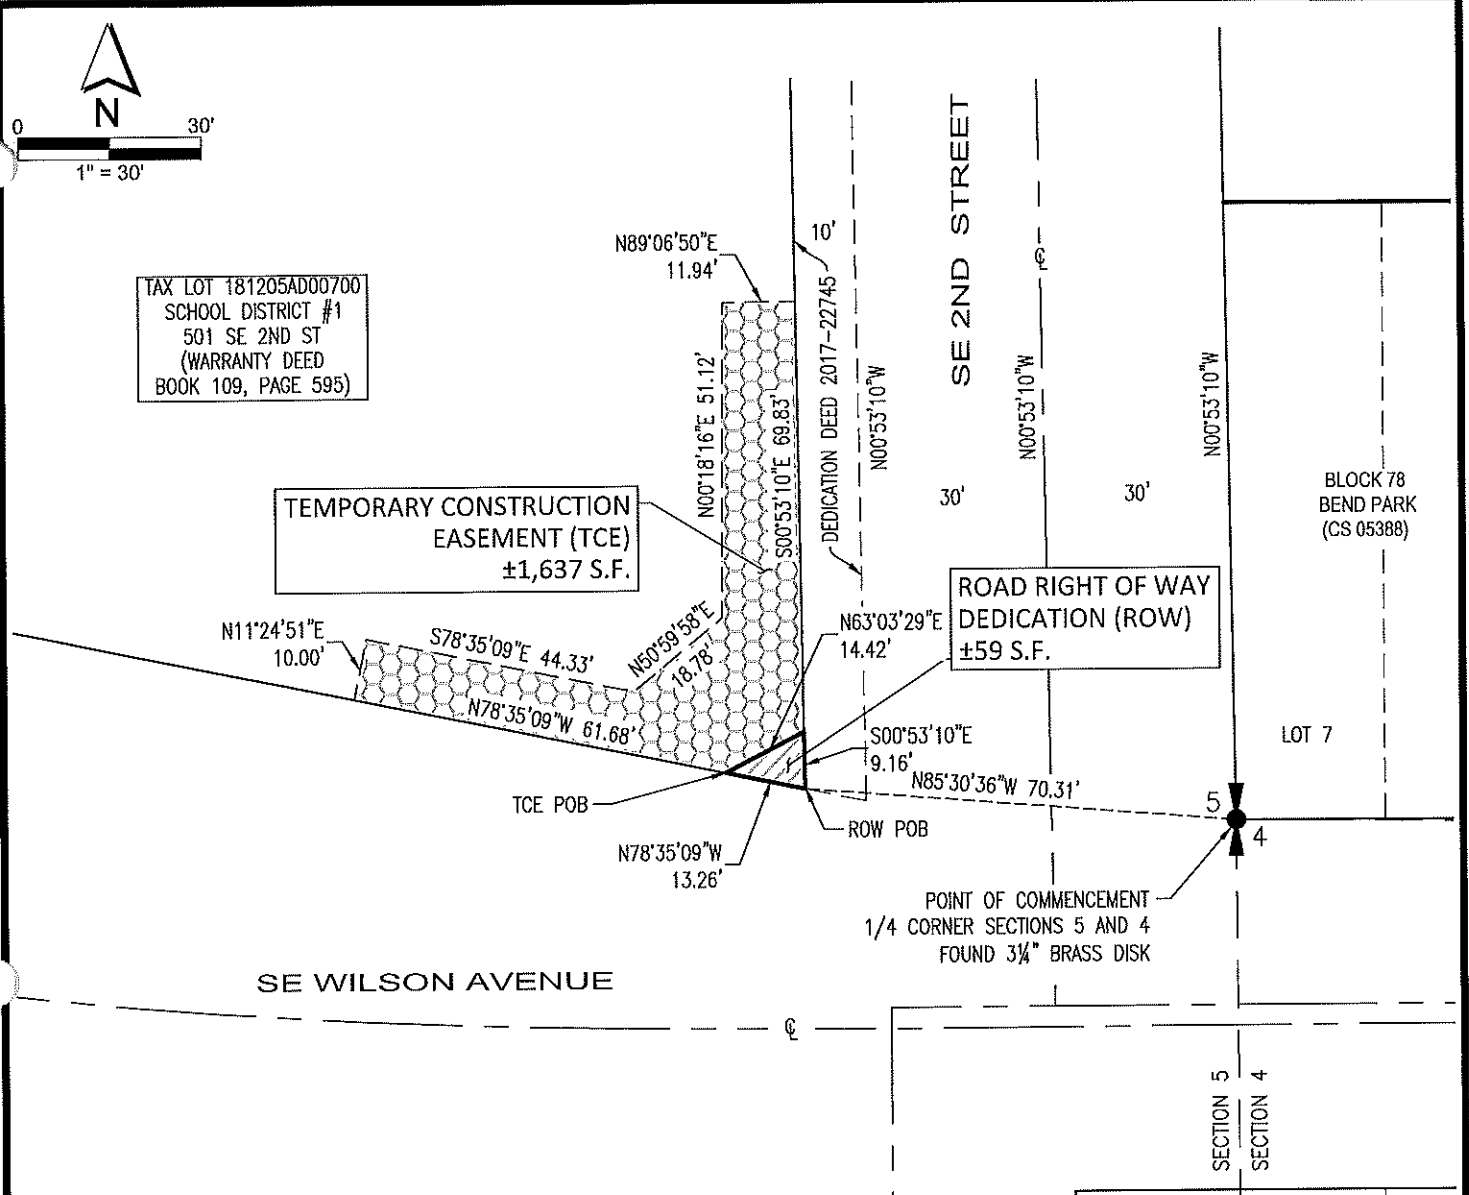 N
0 30'
1" = 30'
TAX LOT 181205AD00700
SCHOOL DISTRICT #1
501 SE 2ND ST
(WARRANTY DEED
BOOK 109, PAGE 595)
N89°06'50"E
11.94'
10'
SE 2ND STREET
℄
DEDICATION DEED 2017-22745
N00°18'16"E 51.12'
S00°53'10"E 69.83'
N00°53'10"W
N00°53'10"W
N00°53'10"W
30'
30'
BLOCK 78
BEND PARK
(CS 05388)
TEMPORARY CONSTRUCTION
EASEMENT (TCE)
±1,637 S.F.
ROAD RIGHT OF WAY
DEDICATION (ROW)
±59 S.F.
N11°24'51"E
10.00'
S78°35'09"E 44.33'
N50°59'58"E
18.78'
N63°03'29"E
14.42'
N78°35'09"W 61.68'
S00°53'10"E
9.16'
LOT 7
N85°30'36"W 70.31'
TCE POB
ROW POB
5
4
N78°35'09"W
13.26'
POINT OF COMMENCEMENT
1/4 CORNER SECTIONS 5 AND 4
FOUND 3¼" BRASS DISK
SE WILSON AVENUE
℄
SECTION 5
SECTION 4